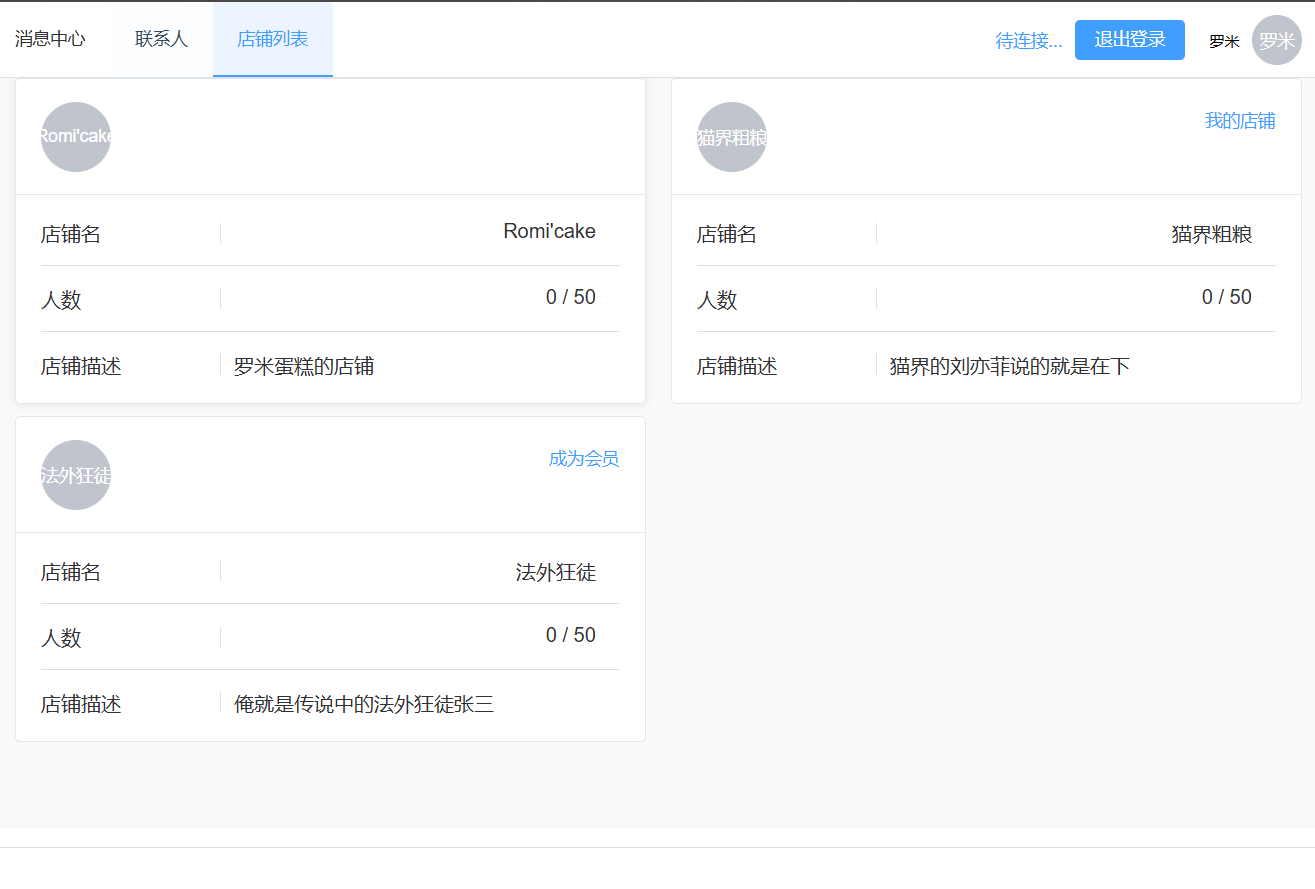 消息中心 联系人 店铺列表 待连接... 退出登录 罗米 罗米
Romi'cake
店铺名 Romi'cake
人数 0 / 50
店铺描述 罗米蛋糕的店铺
猫界粗粮 我的店铺
店铺名 猫界粗粮
人数 0 / 50
店铺描述 猫界的刘亦菲说的就是在下
法外狂徒 成为会员
店铺名 法外狂徒
人数 0 / 50
店铺描述 俺就是传说中的法外狂徒张三